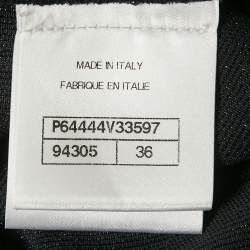 MADE IN ITALY
FABRIQUE EN ITALIE
P64444V33597
94305 36